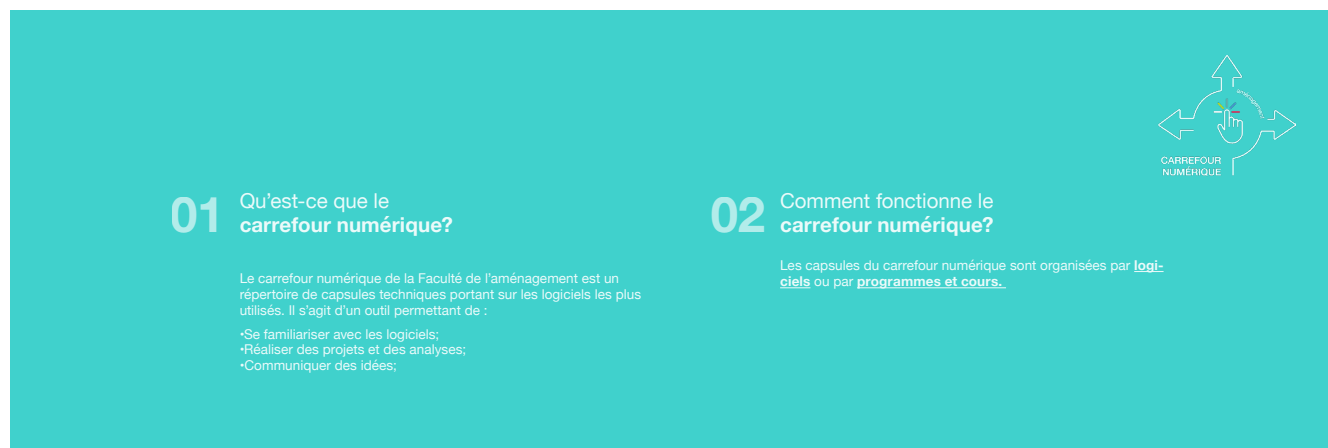 aménagement
CARREFOUR
NUMÉRIQUE
01
Qu'est-ce que le
carrefour numérique?
Le carrefour numérique de la Faculté de l'aménagement est un
répertoire de capsules techniques portant sur les logiciels les plus
utilisés. Il s'agit d'un outil permettant de :
•Se familiariser avec les logiciels;
•Réaliser des projets et des analyses;
•Communiquer des idées;
02
Comment fonctionne le
carrefour numérique?
Les capsules du carrefour numérique sont organisées par logi-
ciels ou par programmes et cours.